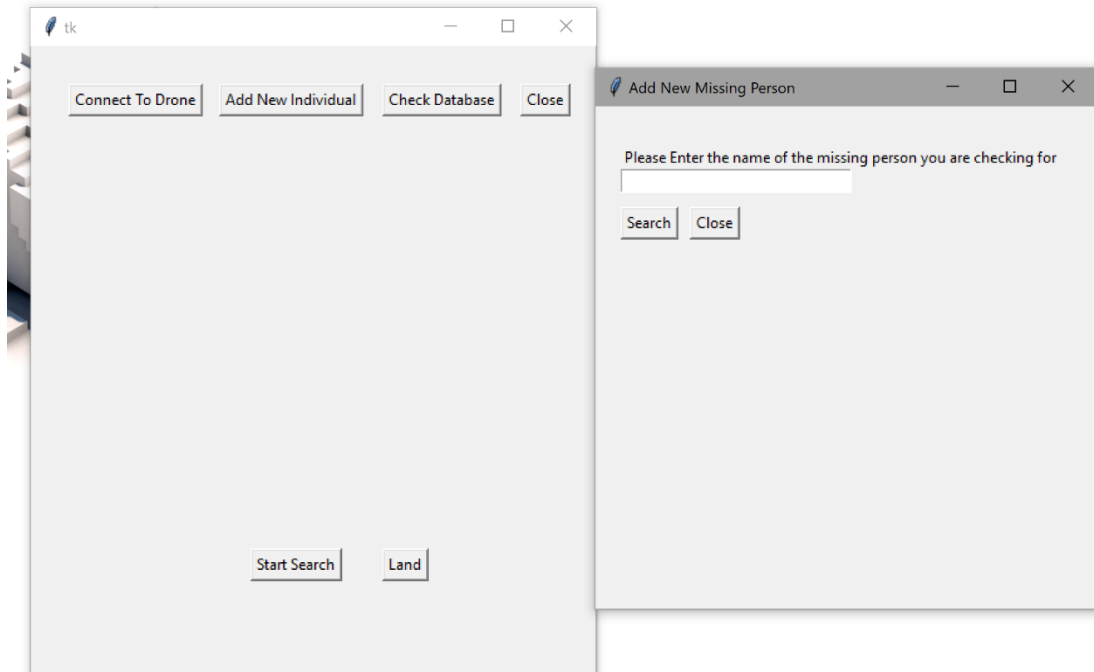 tk
Connect To Drone Add New Individual Check Database Close
Start Search Land
Add New Missing Person
Please Enter the name of the missing person you are checking for
Search Close